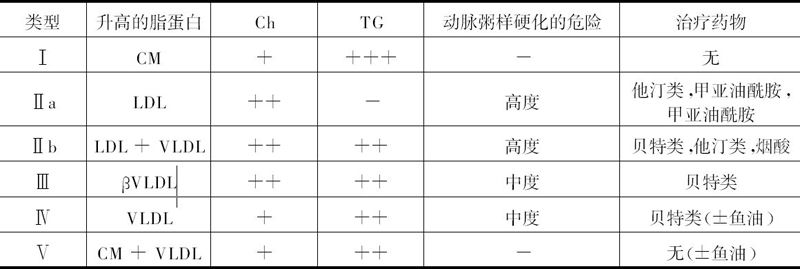 类型 升高的脂蛋白 Ch TG 动脉粥样硬化的危险 治疗药物
Ⅰ CM + +++ - 无
Ⅱa LDL ++ - 高度 他汀类,甲亚油酰胺,
甲亚油酰胺
Ⅱb LDL + VLDL ++ ++ 高度 贝特类,他汀类,烟酸
Ⅲ βVLDL ++ ++ 中度 贝特类
Ⅳ VLDL + ++ 中度 贝特类(±鱼油)
Ⅴ CM + VLDL + ++ - 无(±鱼油)